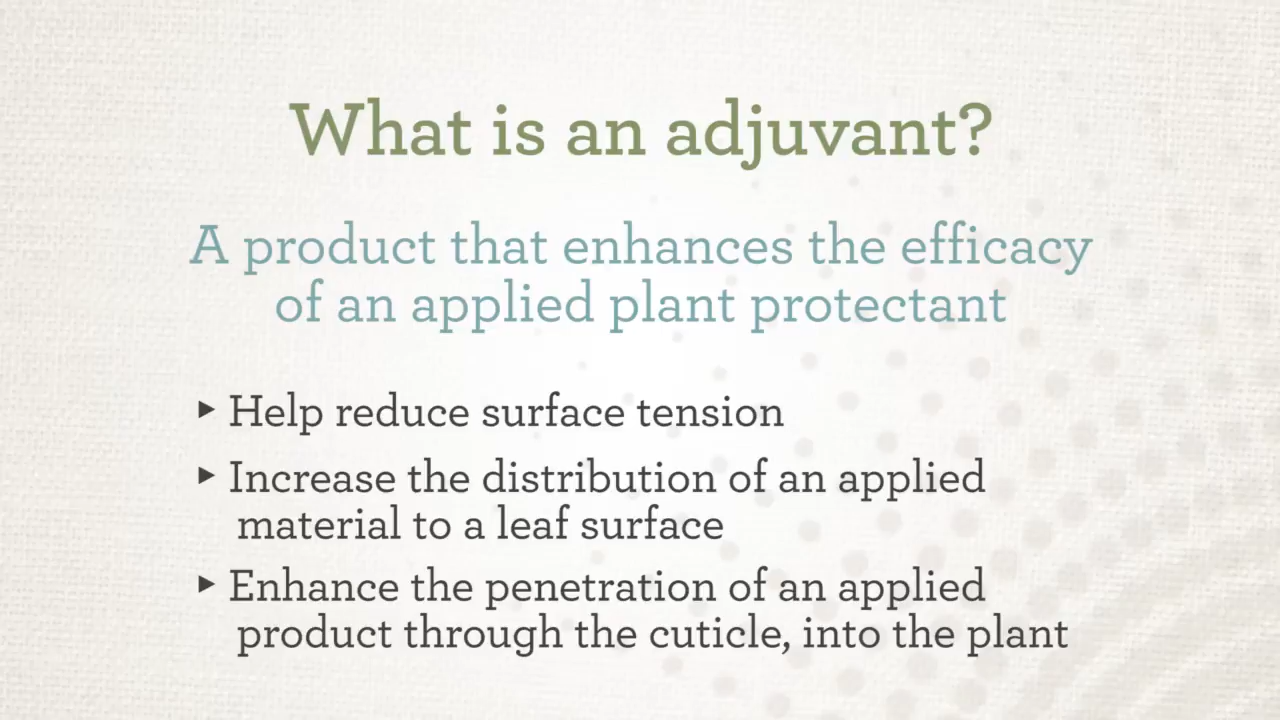 What is an adjuvant?
A product that enhances the efficacy
of an applied plant protectant
‣ Help reduce surface tension
‣ Increase the distribution of an applied
material to a leaf surface
‣ Enhance the penetration of an applied
product through the cuticle, into the plant